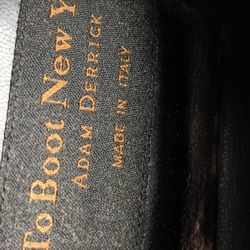 To Boot New Y
ADAM DERRICK
MADE IN ITALY